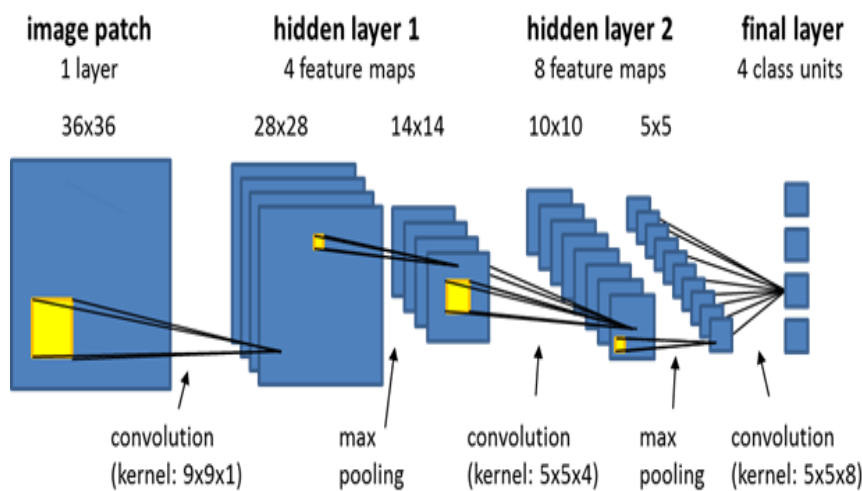 image patch
1 layer
36x36
hidden layer 1
4 feature maps
28x28
14x14
hidden layer 2
8 feature maps
10x10
5x5
final layer
4 class units
convolution
(kernel: 9x9x1)
max
pooling
convolution
(kernel: 5x5x4)
max
pooling
convolution
(kernel: 5x5x8)